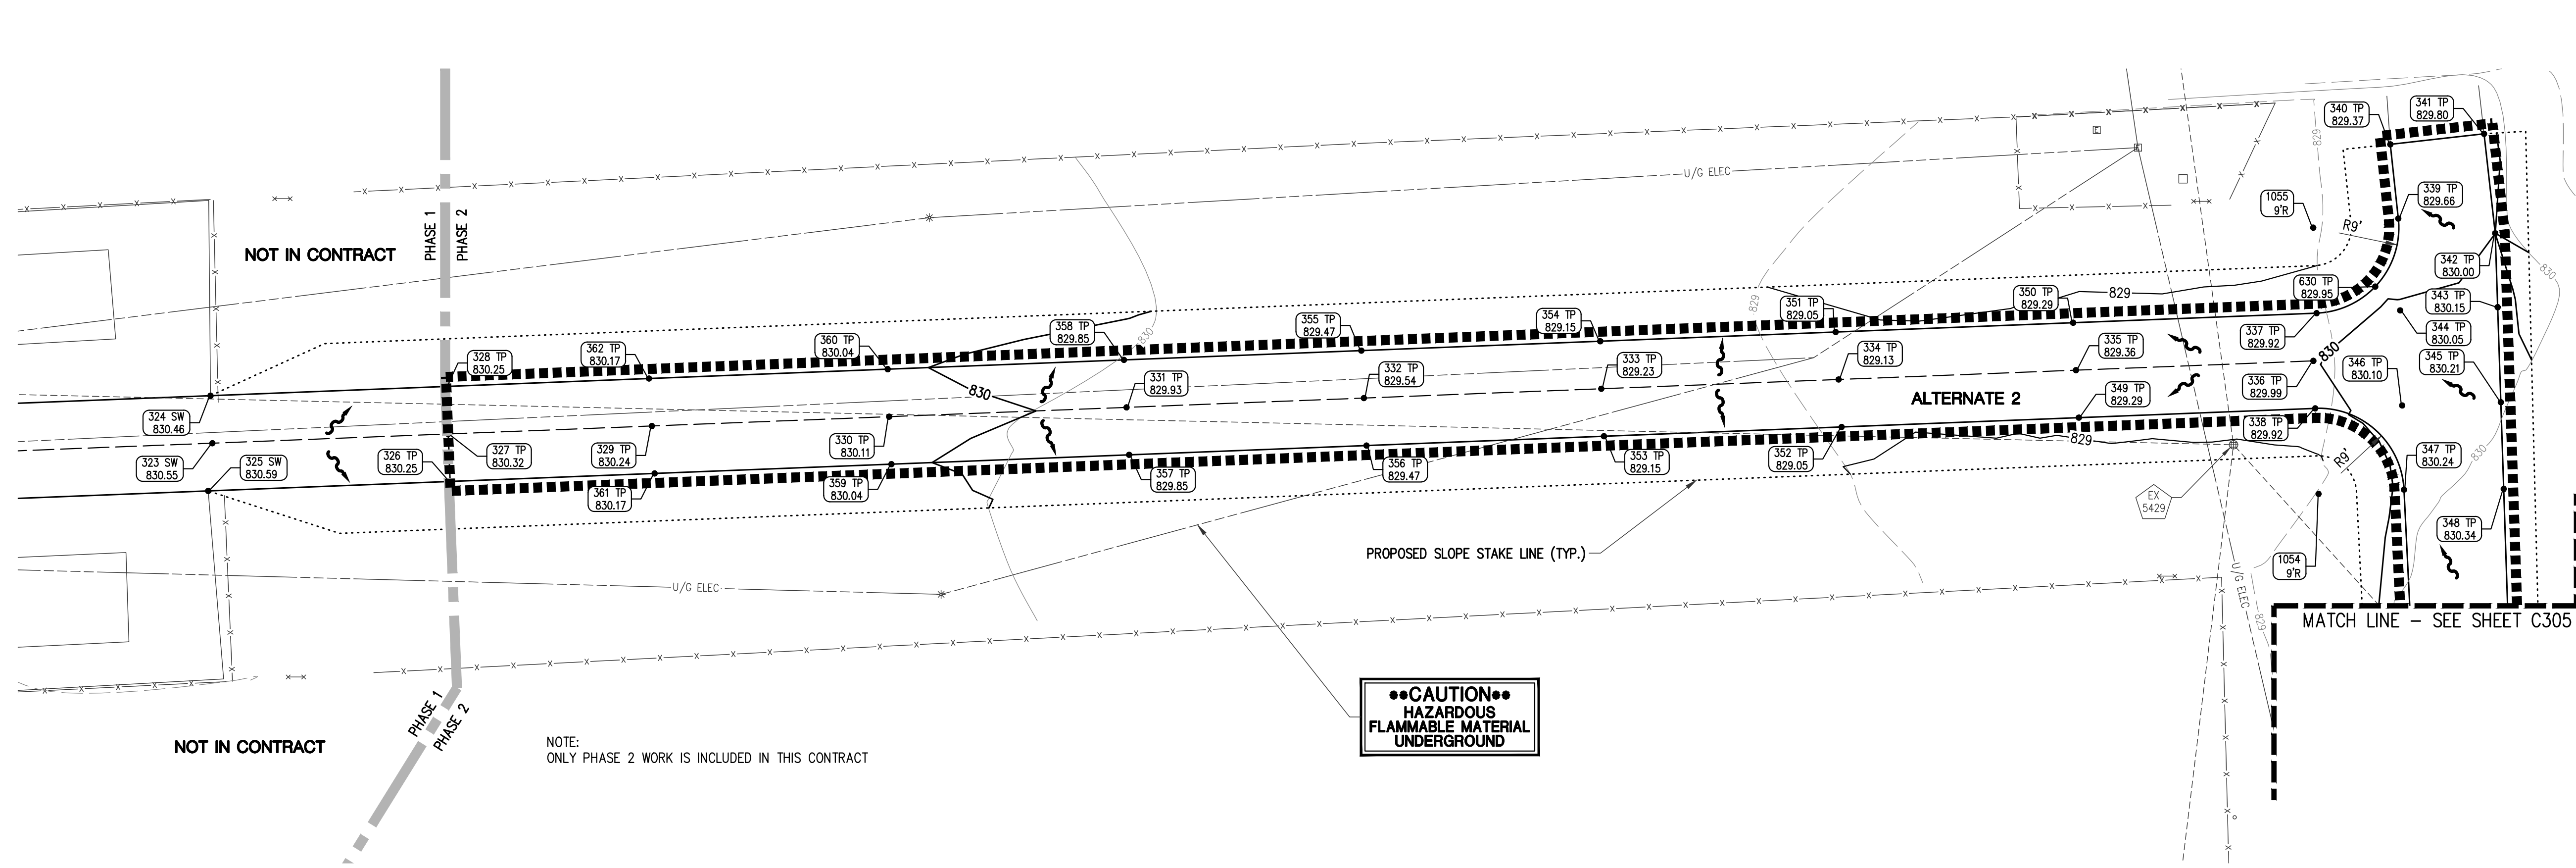 340 TP
829.37
341 TP
829.80
829
U/G ELEC
E
E
1055
9'R
R9'
339 TP
829.66
PHASE 1
PHASE 2
NOT IN CONTRACT
342 TP
830.00
830
630 TP
829.95
350 TP
829.29
829
351 TP
829.05
829
354 TP
829.15
355 TP
829.47
358 TP
829.85
830
360 TP
830.04
362 TP
830.17
328 TP
830.25
343 TP
830.15
337 TP
829.92
344 TP
830.05
335 TP
829.36
334 TP
829.13
333 TP
829.23
332 TP
829.54
331 TP
829.93
830
830
346 TP
830.10
345 TP
830.21
336 TP
829.99
349 TP
829.29
ALTERNATE 2
324 SW
830.46
323 SW
830.55
325 SW
830.59
326 TP
830.25
327 TP
830.32
329 TP
830.24
330 TP
830.11
338 TP
829.92
829
352 TP
829.05
353 TP
829.15
356 TP
829.47
357 TP
829.85
359 TP
830.04
361 TP
830.17
R9'
347 TP
830.24
830
EX
5429
348 TP
830.34
PROPOSED SLOPE STAKE LINE (TYP.)
1054
9'R
U/G ELEC
U/G ELEC
829
MATCH LINE – SEE SHEET C305
**CAUTION**
HAZARDOUS
FLAMMABLE MATERIAL
UNDERGROUND
PHASE 1
PHASE 2
NOT IN CONTRACT
NOTE:
ONLY PHASE 2 WORK IS INCLUDED IN THIS CONTRACT